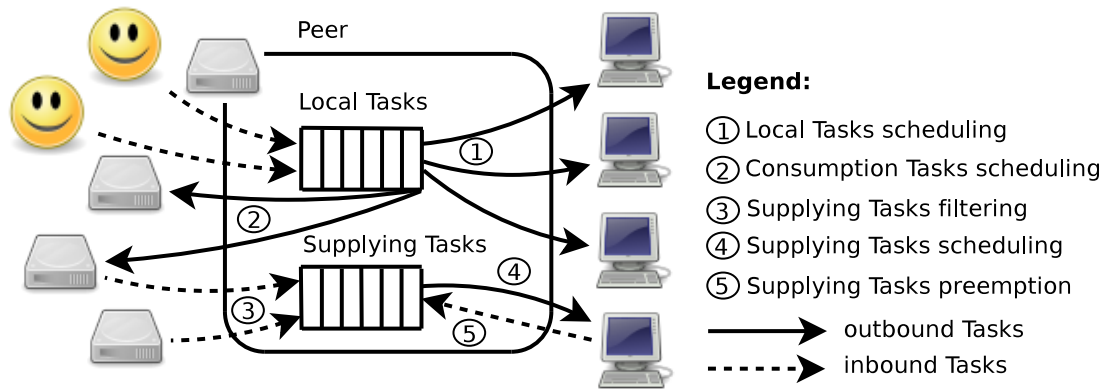 Peer
Local Tasks
1
2
Supplying Tasks
3
4
5
Legend:
1 Local Tasks scheduling
2 Consumption Tasks scheduling
3 Supplying Tasks filtering
4 Supplying Tasks scheduling
5 Supplying Tasks preemption
outbound Tasks
inbound Tasks